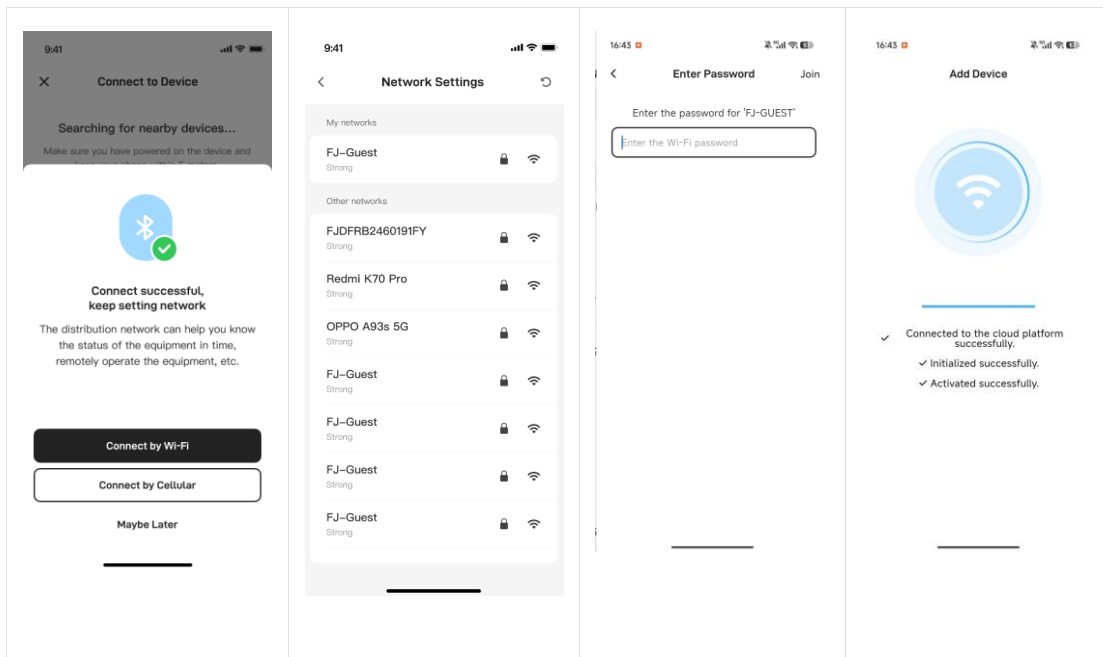 9:41
Connect to Device
Searching for nearby devices...
Make sure you have powered on the device and
Connect successful,
keep setting network
The distribution network can help you know
the status of the equipment in time,
remotely operate the equipment, etc.
Connect by Wi-Fi
Connect by Cellular
Maybe Later
9:41
Network Settings
My networks
FJ-Guest
Strong
Other networks
FJDFRB2460191FY
Strong
Redmi K70 Pro
Strong
OPPO A93s 5G
Strong
FJ-Guest
Strong
FJ-Guest
Strong
FJ-Guest
Strong
FJ-Guest
Strong
16:43
Enter Password
Join
Enter the password for 'FJ-GUEST'
Enter the Wi-Fi password
16:43
Add Device
Connected to the cloud platform
successfully.
Initialized successfully.
Activated successfully.